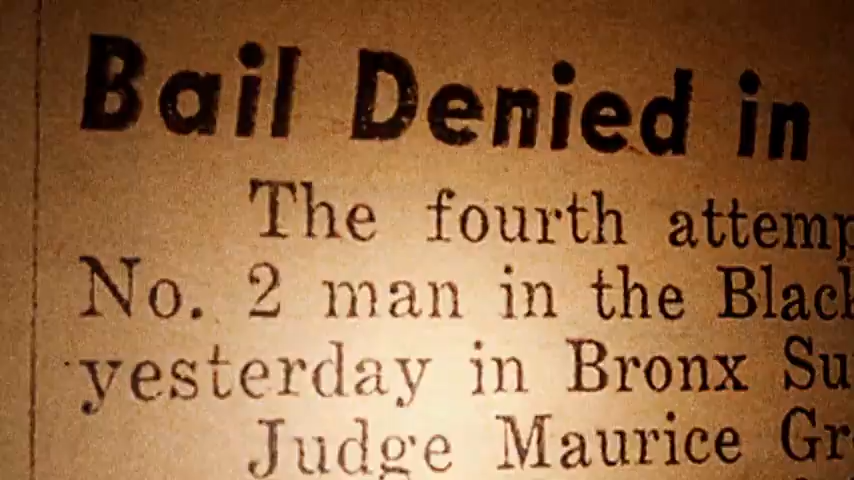 Bail Denied in
The fourth attemp
No. 2 man in the Black
yesterday in Bronx Su
Judge Maurice Gr